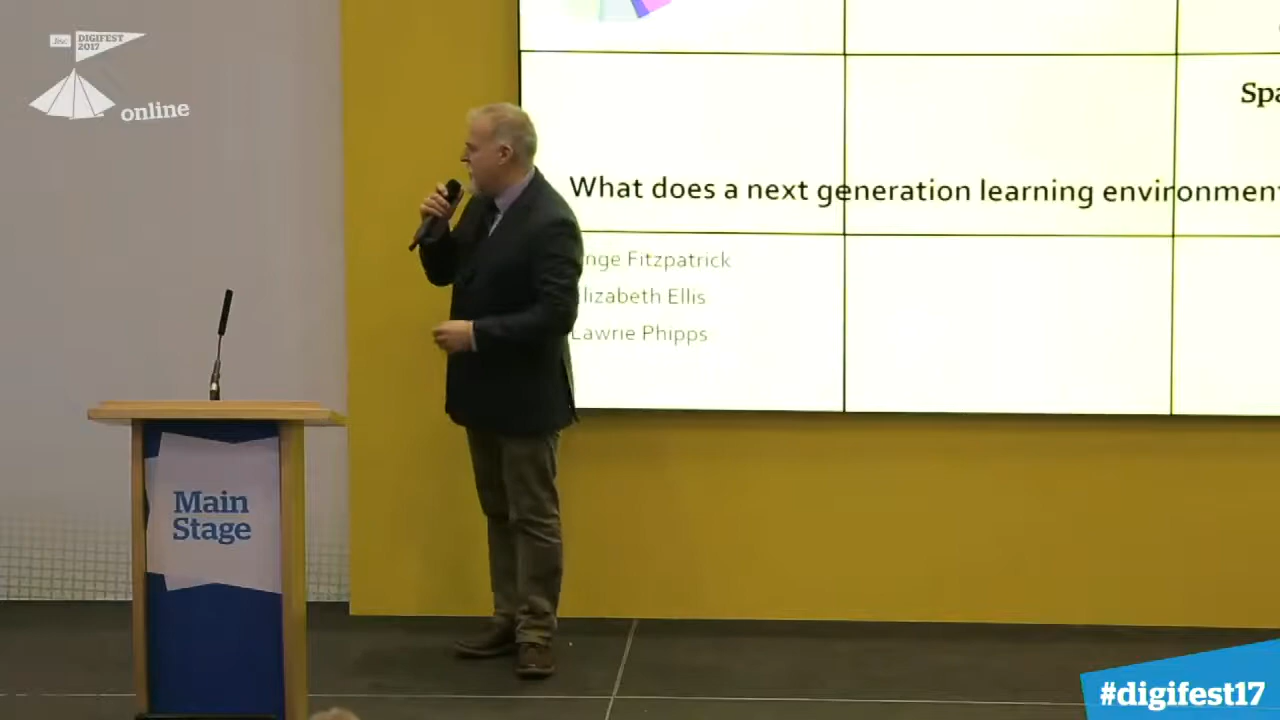 Jisc
DIGIFEST
2017
online
Spa
What does a next generation learning environment
nge Fitzpatrick
lizabeth Ellis
Lawrie Phipps
Main
Stage
#digifest17